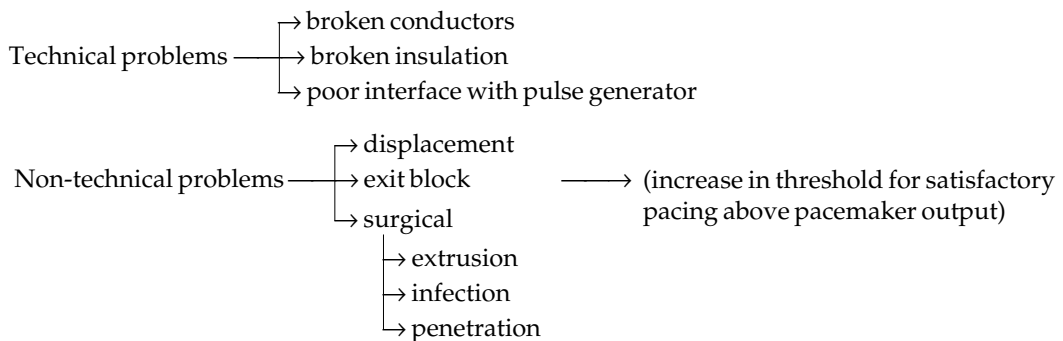 broken conductors
Technical problems broken insulation
poor interface with pulse generator
displacement
Non-technical problems exit block (increase in threshold for satisfactory
surgical pacing above pacemaker output)
extrusion
infection
penetration